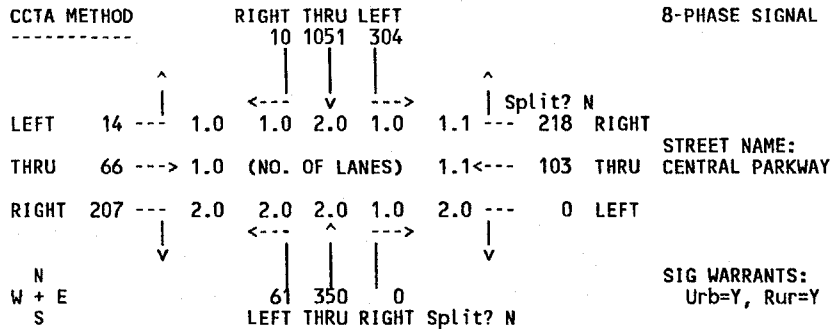 CCTA METHOD RIGHT THRU LEFT 8-PHASE SIGNAL
----------- 10 1051 304
^ ^
<--- v ---> Split? N
LEFT 14 --- 1.0 1.0 2.0 1.0 1.1 --- 218 RIGHT
STREET NAME:
THRU 66 ---> 1.0 (NO. OF LANES) 1.1<--- 103 THRU CENTRAL PARKWAY
RIGHT 207 --- 2.0 2.0 2.0 1.0 2.0 --- 0 LEFT
<--- ^ --->
v v
N SIG WARRANTS:
W + E 61 350 0 Urb=Y, Rur=Y
S LEFT THRU RIGHT Split? N